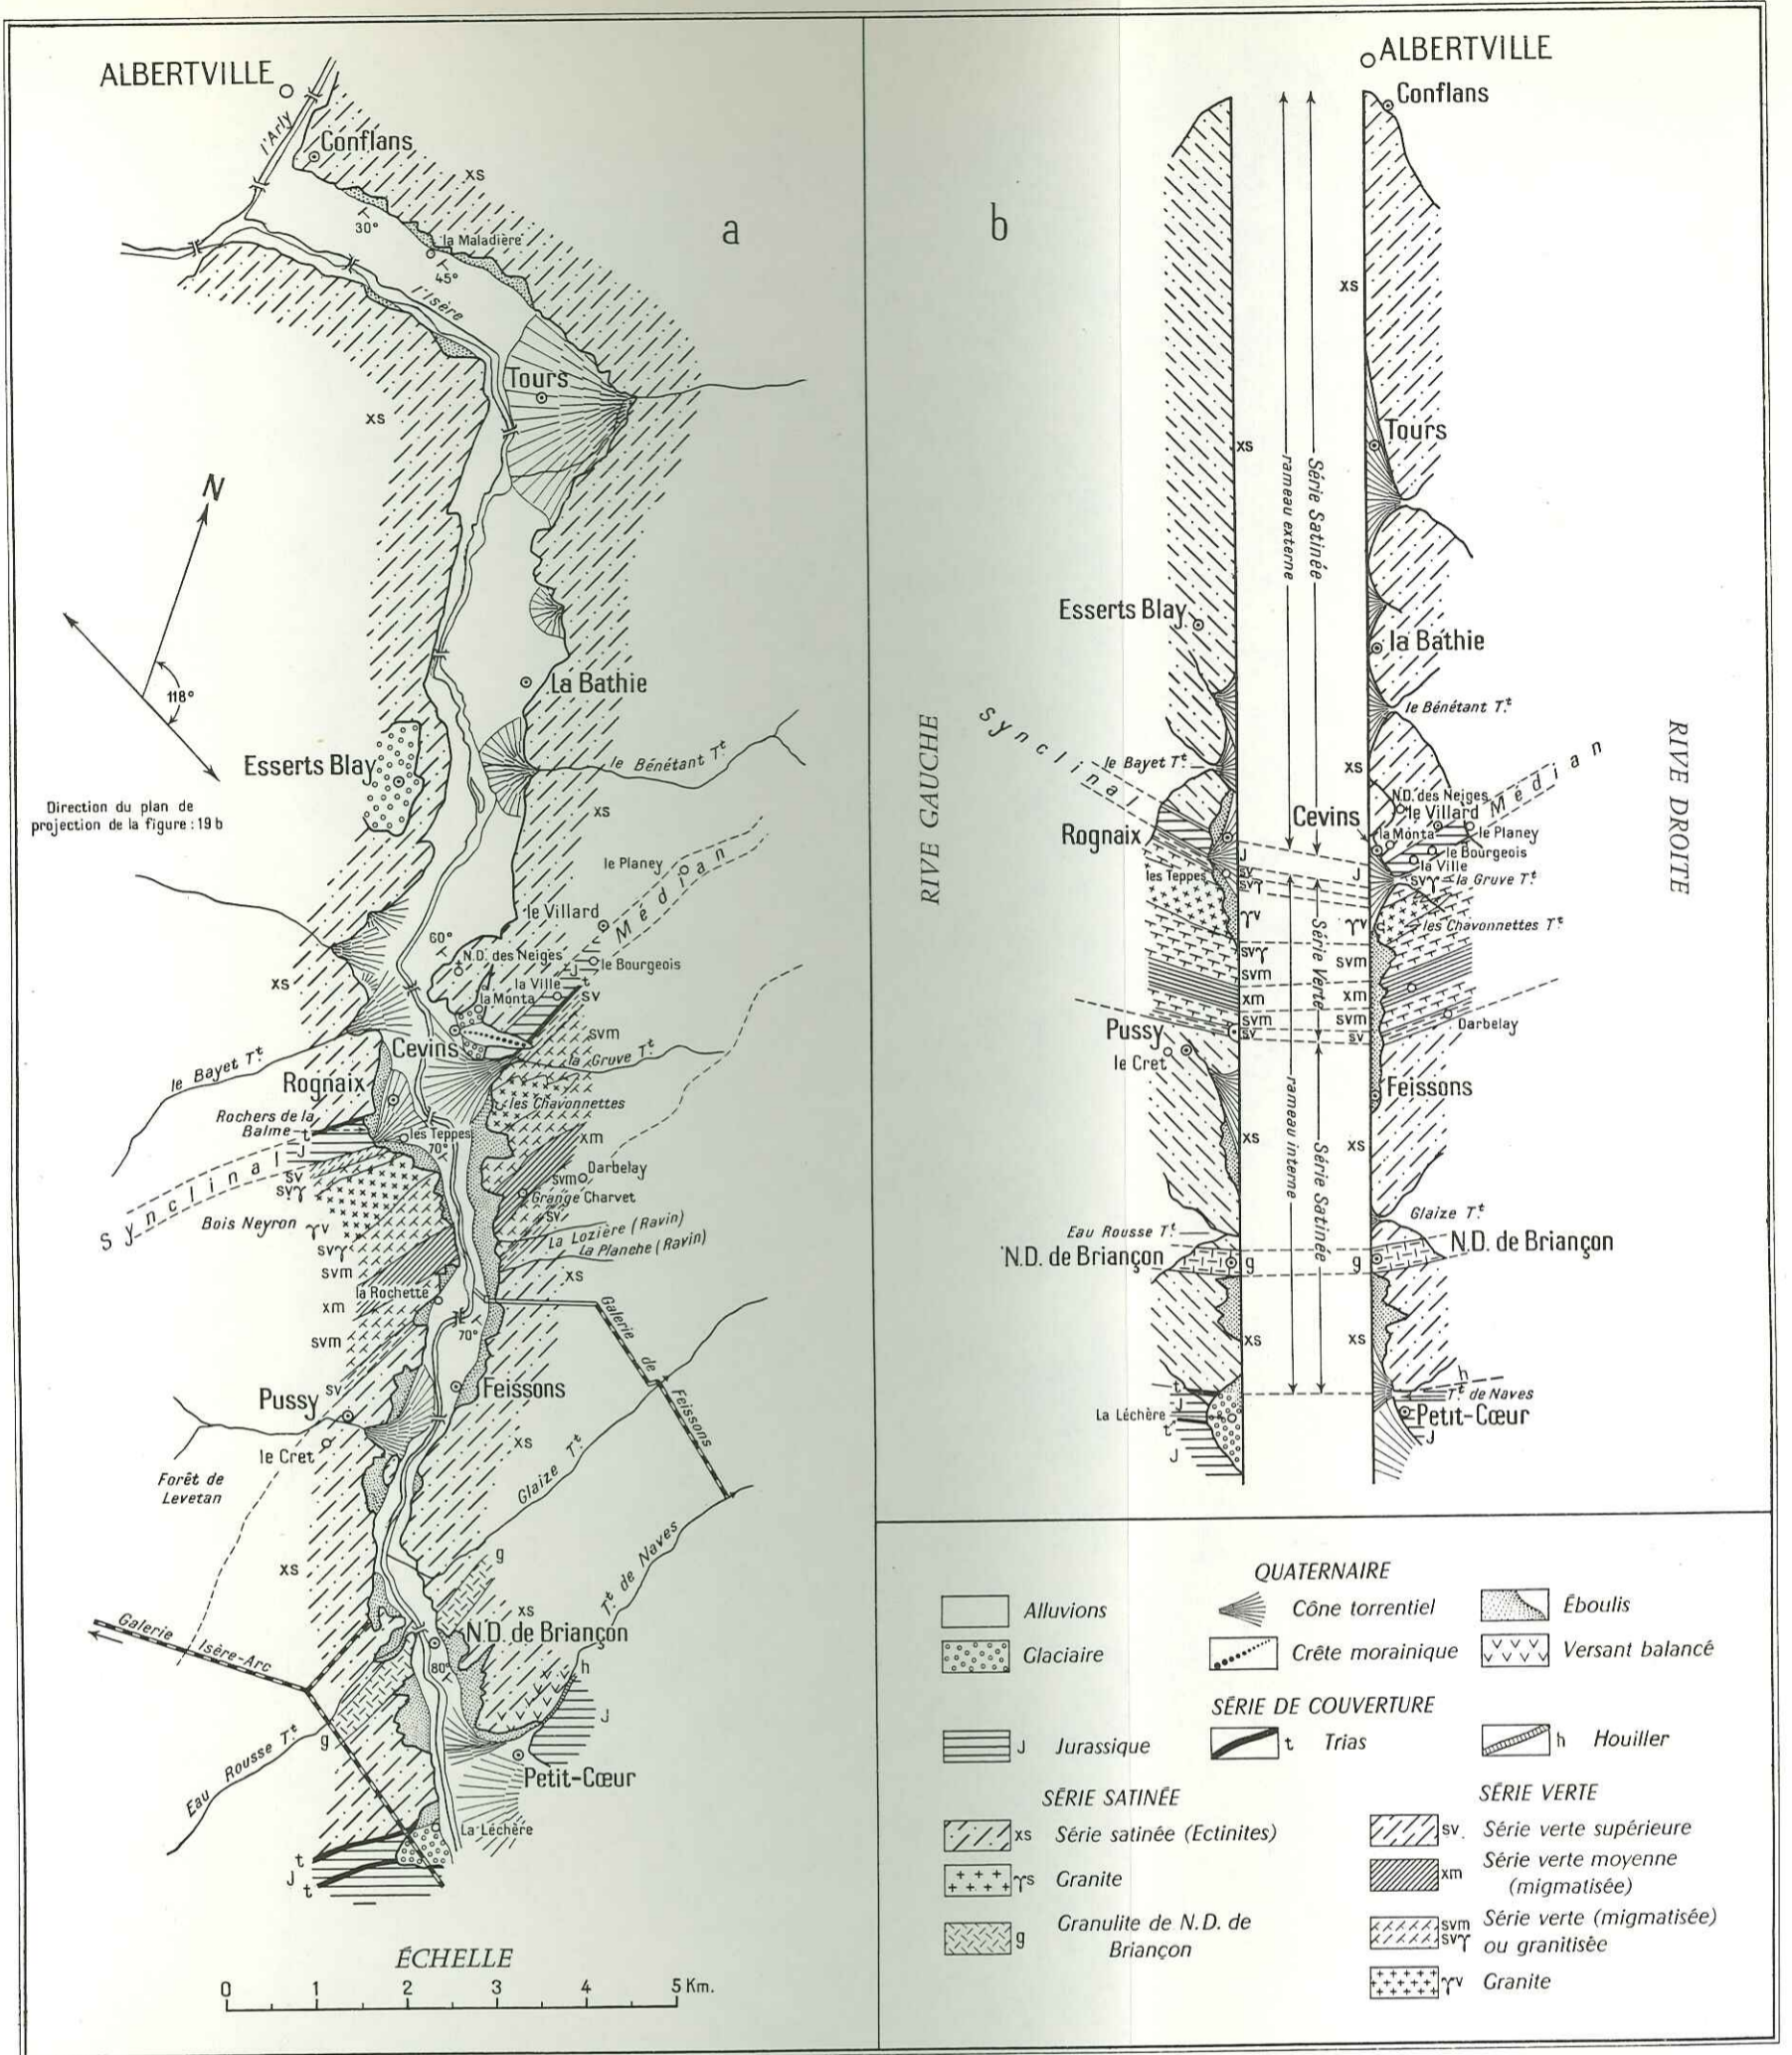 ALBERTVILLE
l'Arly
Conflans
xs
a
30°
la Maladière
45°
l'Isère
Tours
xs
N
118°
Direction du plan de
projection de la figure : 19 b
La Bathie
Esserts Blay
le Bénétant Tt
xs
le Planey
Médian
le Villard
60°
N.D. des Neiges
J
le Bourgeois
xs
la Ville
t
la Monta
sv
svm
Cevins
la Gruve Tt
le Bayet Tt
Rognaix
les Chavonnettes
Rochers de la
Balme
t
les Teppes
70°
xm
J
Synclinal
Darbelay
svm
sv
svγ
Grange Charvet
sv
Bois Neyron
γv
La Lozière (Ravin)
La Planche (Ravin)
svγ
svm
xs
la Rochette
xm
Galerie de Feissons
svm
70°
sv
Pussy
Feissons
xs
le Cret
Forêt de
Levetan
Glaize Tt
xs
g
Tt de Naves
xs
Galerie Isère-Arc
N.D. de Briançon
80°
h
J
g
Eau Rousse Tt
Petit-Cœur
La Léchère
t
J
t
ÉCHELLE
0 1 2 3 4 5 Km.
b
ALBERTVILLE
Conflans
xs
Tours
xs
rameau externe
Série Satinée
Esserts Blay
la Bathie
le Bénétant Tt
RIVE GAUCHE
RIVE DROITE
Synclinal
Médian
le Bayet Tt
xs
N.D. des Neiges
le Villard
Cevins
Rognaix
la Monta
le Planey
le Bourgeois
J
la Ville
les Teppes
sv
svγ
J
svγ
la Gruve Tt
γv
γv
les Chavonnettes Tt
Série Verte
svγ
svm
svm
xm
xm
svm
svm
Darbelay
Pussy
sv
sv
le Cret
Feissons
rameau interne
Série Satinée
xs
xs
Glaize Tt
Eau Rousse Tt
N.D. de Briançon
g
g
N.D. de Briançon
xs
xs
h
t
Tt de Naves
J
La Léchère
Petit-Cœur
t
J
J
QUATERNAIRE
Alluvions
Cône torrentiel
Éboulis
Glaciaire
Crête morainique
Versant balancé
SÉRIE DE COUVERTURE
J Jurassique
t Trias
h Houiller
SÉRIE SATINÉE
xs Série satinée (Ectinites)
γs Granite
g Granulite de N.D. de
Briançon
SÉRIE VERTE
sv. Série verte supérieure
xm Série verte moyenne
(migmatisée)
svm Série verte (migmatisée)
svγ ou granitisée
γv Granite